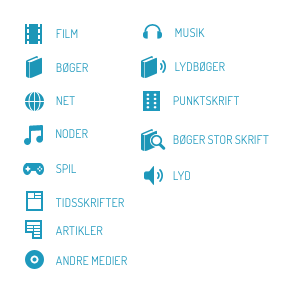 FILM
BØGER
NET
NODER
SPIL
TIDSSKRIFTER
ARTIKLER
ANDRE MEDIER
MUSIK
LYDBØGER
PUNKTSKRIFT
BØGER STOR SKRIFT
LYD